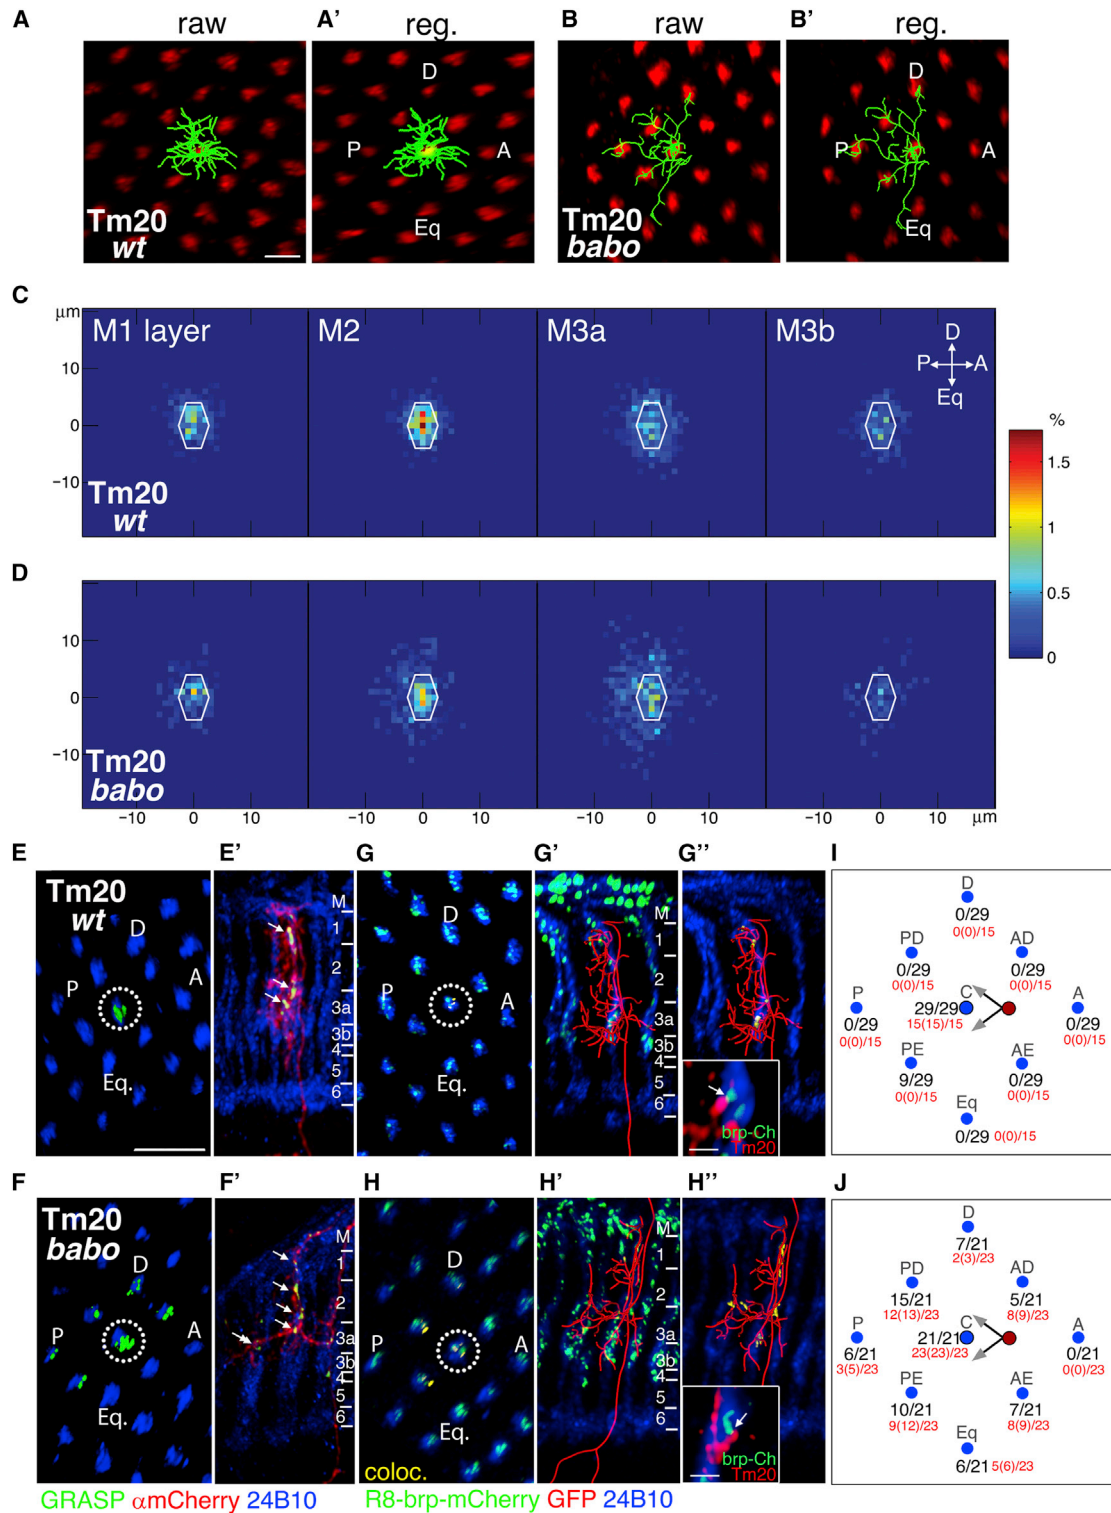 A raw A’ reg. B raw B’ reg.
D D
P A P A
Eq Eq
Tm20 wt
Tm20 babo
C
µm
M1 layer M2 M3a M3b
D
P A
Eq
10
0
−10
Tm20 wt
%
1.5
1
0.5
0
D
10
0
−10
Tm20 babo
−10 0 10 −10 0 10 −10 0 10 −10 0 10 µm
E E’ G G’ G’’ I
Tm20 wt
D
P A
Eq.
M
1
2
3a
3b
4
5
6
D
P A
Eq.
M
1
2
3a
3b
4
5
6
brp-Ch
Tm20
D
0/29
0(0)/15
PD AD
0/29 0/29
0(0)/15 0(0)/15
P C A
0/29 29/29 0/29
0(0)/15 15(15)/15 0(0)/15
PE AE
9/29 0/29
0(0)/15 0(0)/15
Eq
0/29 0(0)/15
F F’ H H’ H’’ J
Tm20 babo
D
P A
Eq.
M
1
2
3a
3b
4
5
6
D
P A
Eq.
coloc.
M
1
2
3a
3b
4
5
6
brp-Ch
Tm20
D
7/21
2(3)/23
PD AD
15/21 5/21
12(13)/23 8(9)/23
P C A
6/21 21/21 0/21
3(5)/23 23(23)/23 0(0)/23
PE AE
10/21 7/21
9(12)/23 8(9)/23
Eq
6/21 5(6)/23
GRASP αmCherry 24B10 R8-brp-mCherry GFP 24B10